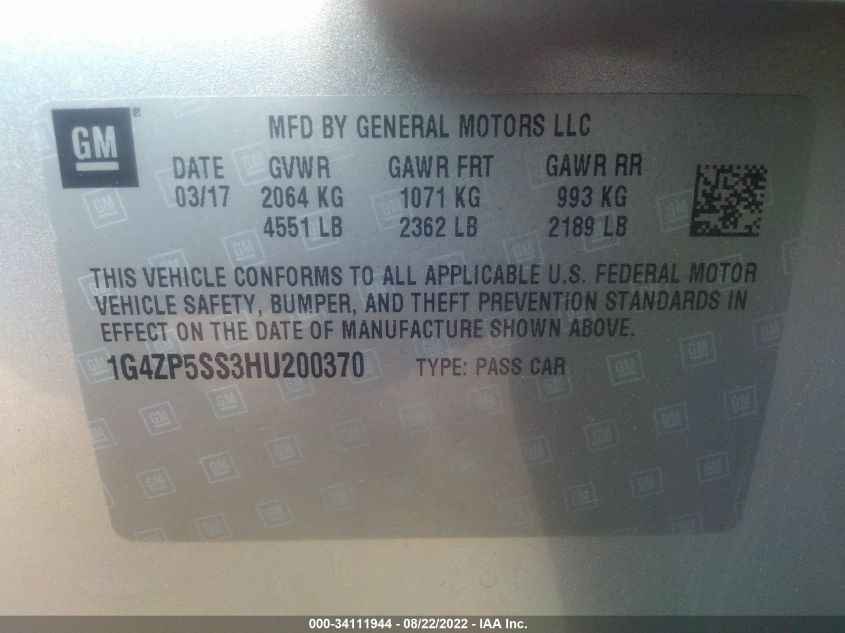 GM
MFD BY GENERAL MOTORS LLC
DATE GVWR GAWR FRT GAWR RR
03/17 2064 KG 1071 KG 993 KG
4551 LB 2362 LB 2189 LB
THIS VEHICLE CONFORMS TO ALL APPLICABLE U.S. FEDERAL MOTOR
VEHICLE SAFETY, BUMPER, AND THEFT PREVENTION STANDARDS IN
EFFECT ON THE DATE OF MANUFACTURE SHOWN ABOVE.
1G4ZP5SS3HU200370 TYPE: PASS CAR
000-34111944 - 08/22/2022 - IAA Inc.